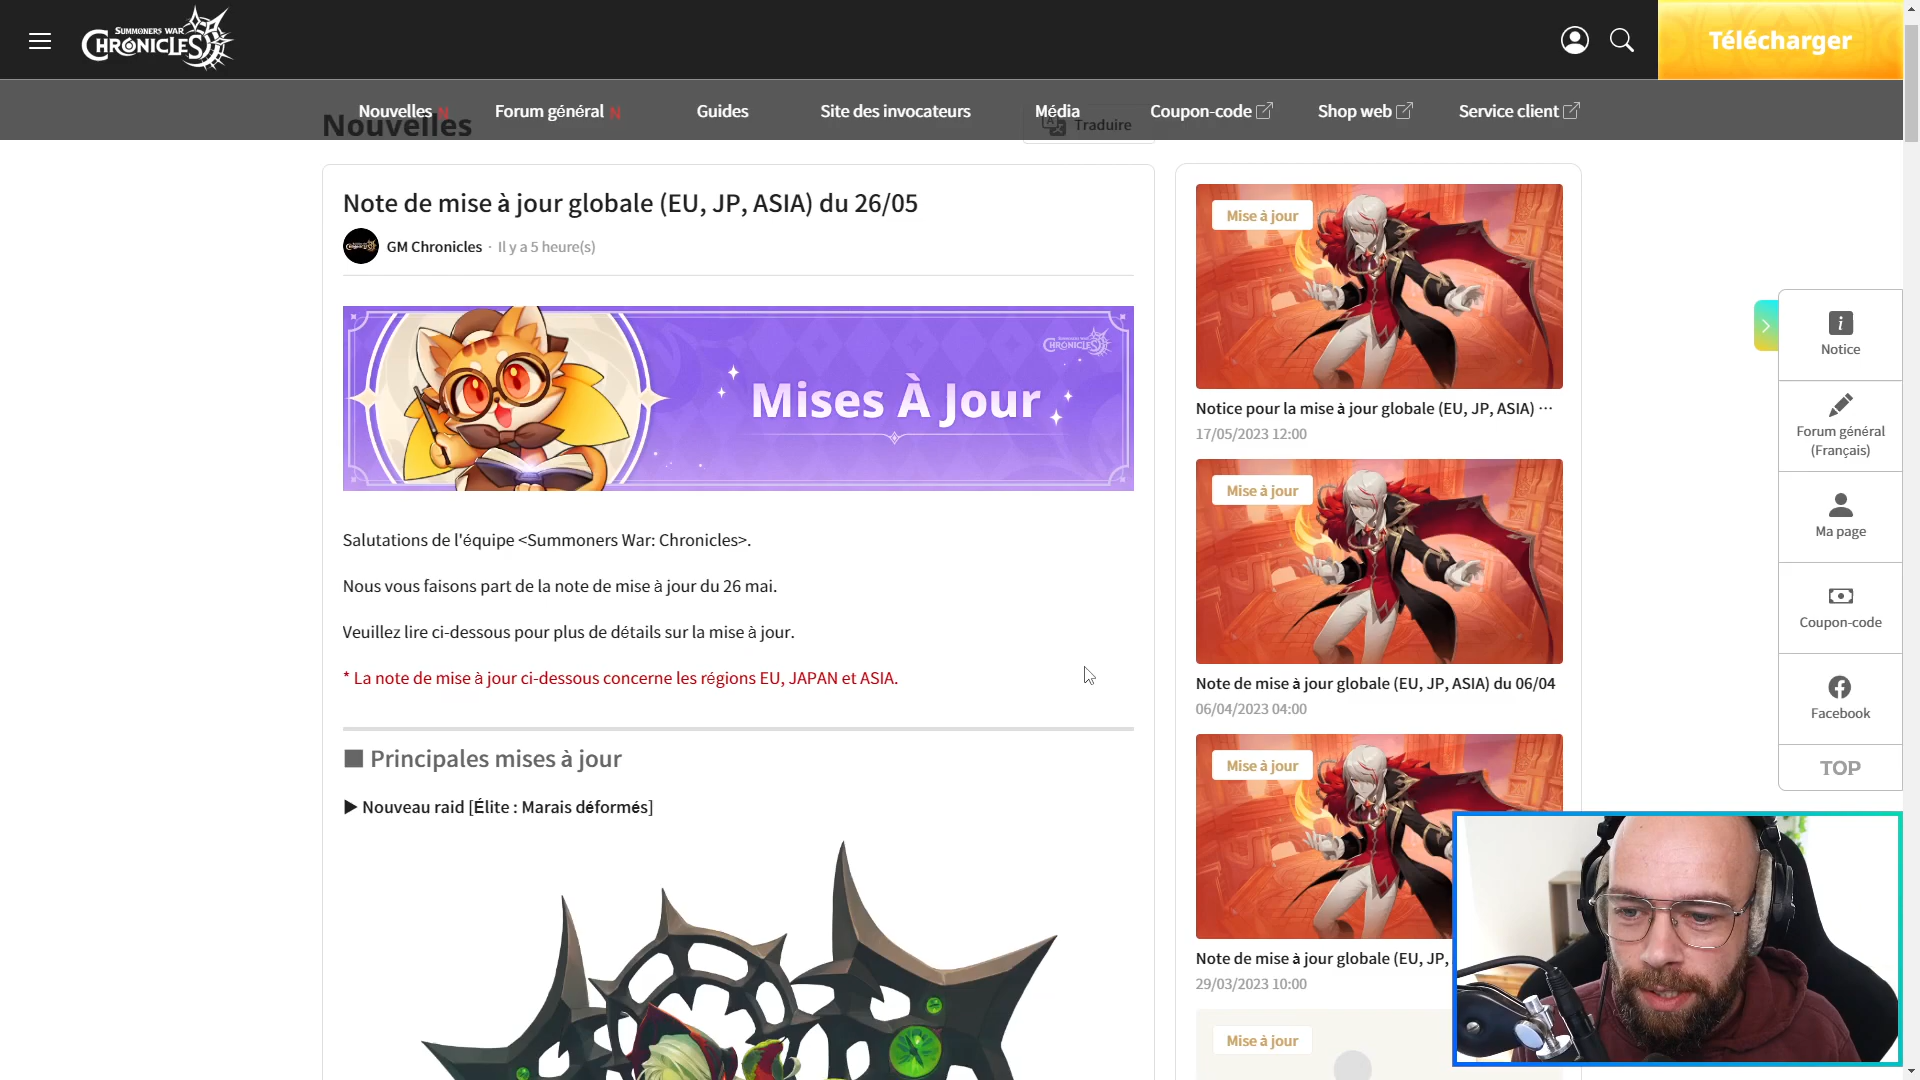 SUMMONERS WAR
CHRONICLES
Télécharger
Nouvelles N
Forum général N
Guides
Site des invocateurs
Média
Coupon-code
Shop web
Service client
Nouvelles
Traduire
Note de mise à jour globale (EU, JP, ASIA) du 26/05
GM Chronicles · Il y a 5 heure(s)
SUMMONERS WAR
CHRONICLES
Mises À Jour
Salutations de l'équipe <Summoners War: Chronicles>.
Nous vous faisons part de la note de mise à jour du 26 mai.
Veuillez lire ci-dessous pour plus de détails sur la mise à jour.
* La note de mise à jour ci-dessous concerne les régions EU, JAPAN et ASIA.
■ Principales mises à jour
▶ Nouveau raid [Élite : Marais déformés]
Mise à jour
Notice pour la mise à jour globale (EU, JP, ASIA) ···
17/05/2023 12:00
Mise à jour
Note de mise à jour globale (EU, JP, ASIA) du 06/04
06/04/2023 04:00
Mise à jour
Note de mise à jour globale (EU, JP,
29/03/2023 10:00
Mise à jour
Notice
Forum général
(Français)
Ma page
Coupon-code
Facebook
TOP